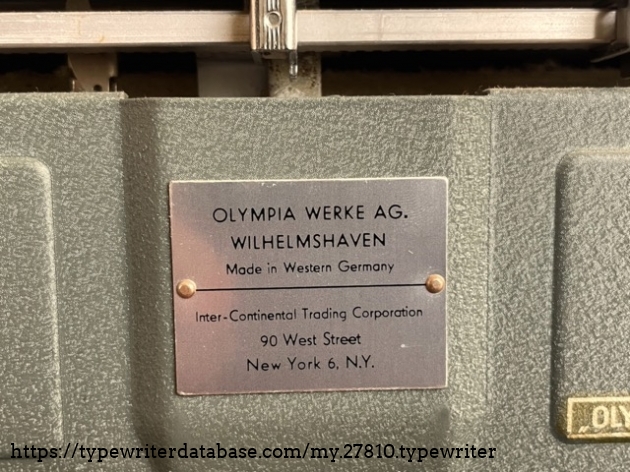 OLYMPIA WERKE AG.
WILHELMSHAVEN
Made in Western Germany
Inter-Continental Trading Corporation
90 West Street
New York 6, N.Y.
OLY
https://typewriterdatabase.com/my.27810.typewriter